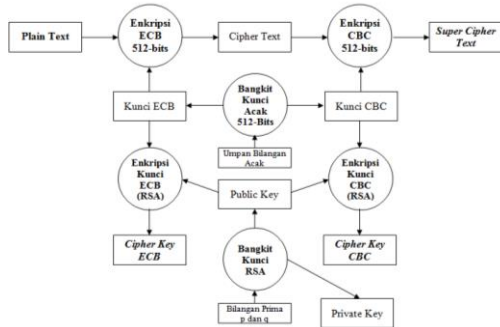 Plain Text
Enkripsi
ECB
512-bits
Cipher Text
Enkripsi
CBC
512-bits
Super Cipher
Text
Kunci ECB
Bangkit
Kunci
Acak
512-Bits
Kunci CBC
Umpan Bilangan
Acak
Enkripsi
Kunci
ECB
(RSA)
Public Key
Enkripsi
Kunci
CBC
(RSA)
Cipher Key
ECB
Bangkit
Kunci
RSA
Cipher Key
CBC
Bilangan Prima
p dan q
Private Key